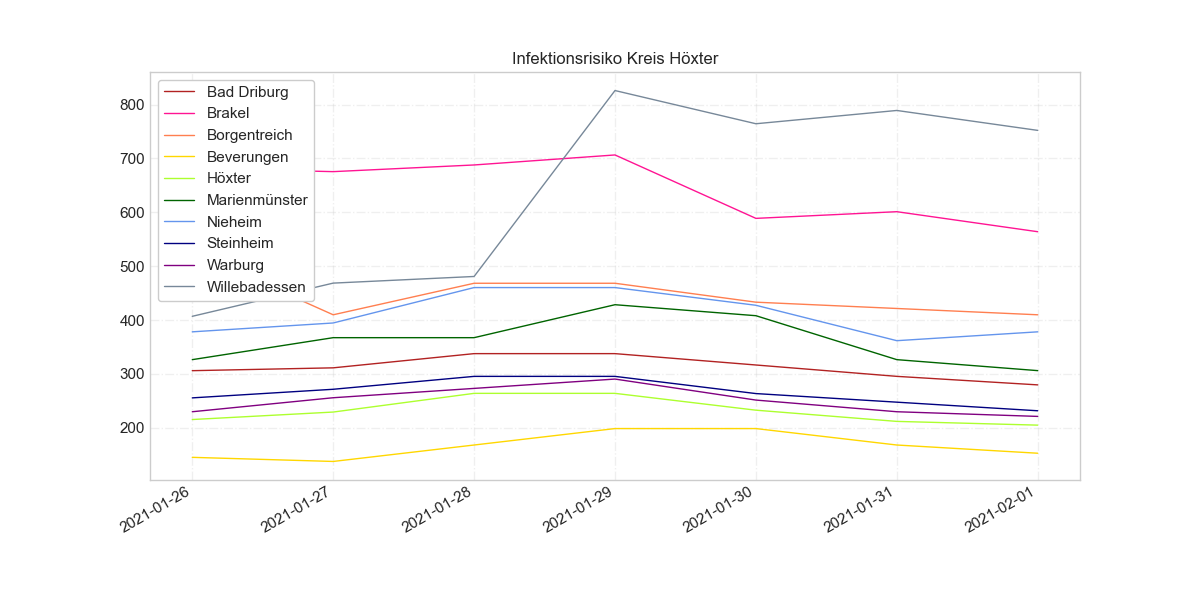 Infektionsrisiko Kreis Höxter
Bad Driburg
Brakel
Borgentreich
Beverungen
Höxter
Marienmünster
Nieheim
Steinheim
Warburg
Willebadessen
800
700
600
500
400
300
200
2021-01-26
2021-01-27
2021-01-28
2021-01-29
2021-01-30
2021-01-31
2021-02-01